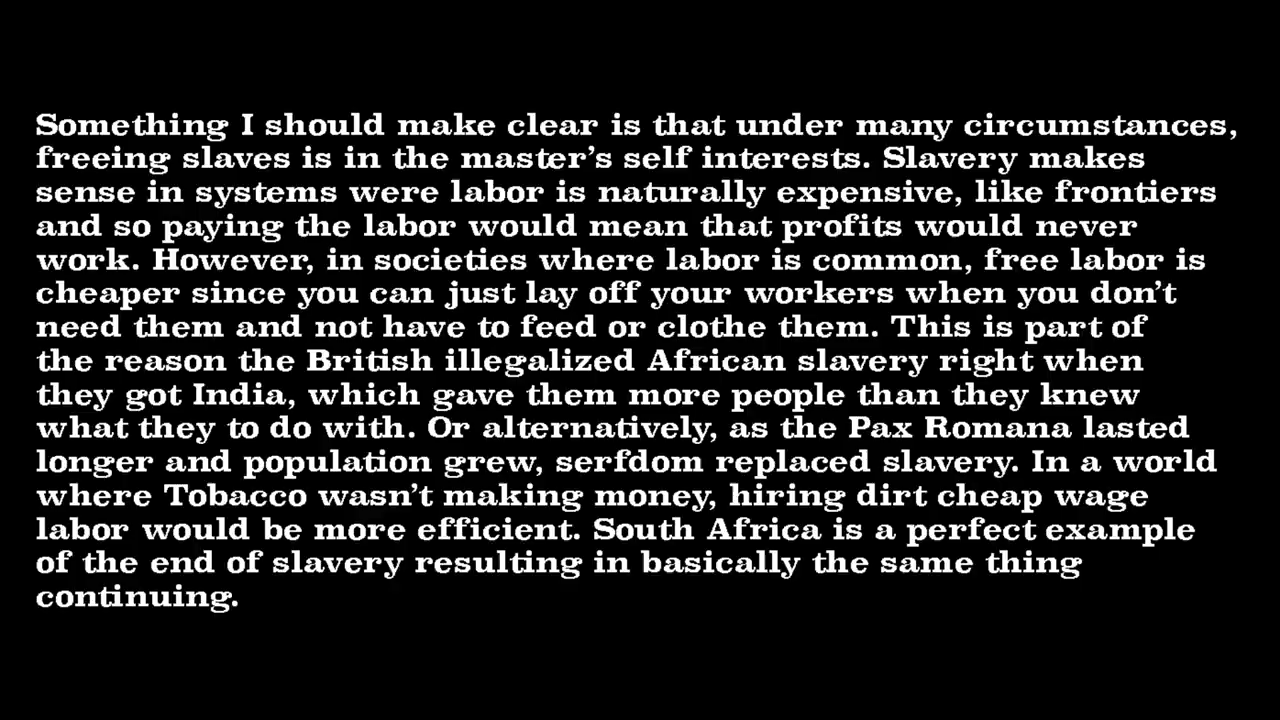 Something I should make clear is that under many circumstances,
freeing slaves is in the master's self interests. Slavery makes
sense in systems were labor is naturally expensive, like frontiers
and so paying the labor would mean that profits would never
work. However, in societies where labor is common, free labor is
cheaper since you can just lay off your workers when you don't
need them and not have to feed or clothe them. This is part of
the reason the British illegalized African slavery right when
they got India, which gave them more people than they knew
what they to do with. Or alternatively, as the Pax Romana lasted
longer and population grew, serfdom replaced slavery. In a world
where Tobacco wasn't making money, hiring dirt cheap wage
labor would be more efficient. South Africa is a perfect example
of the end of slavery resulting in basically the same thing
continuing.